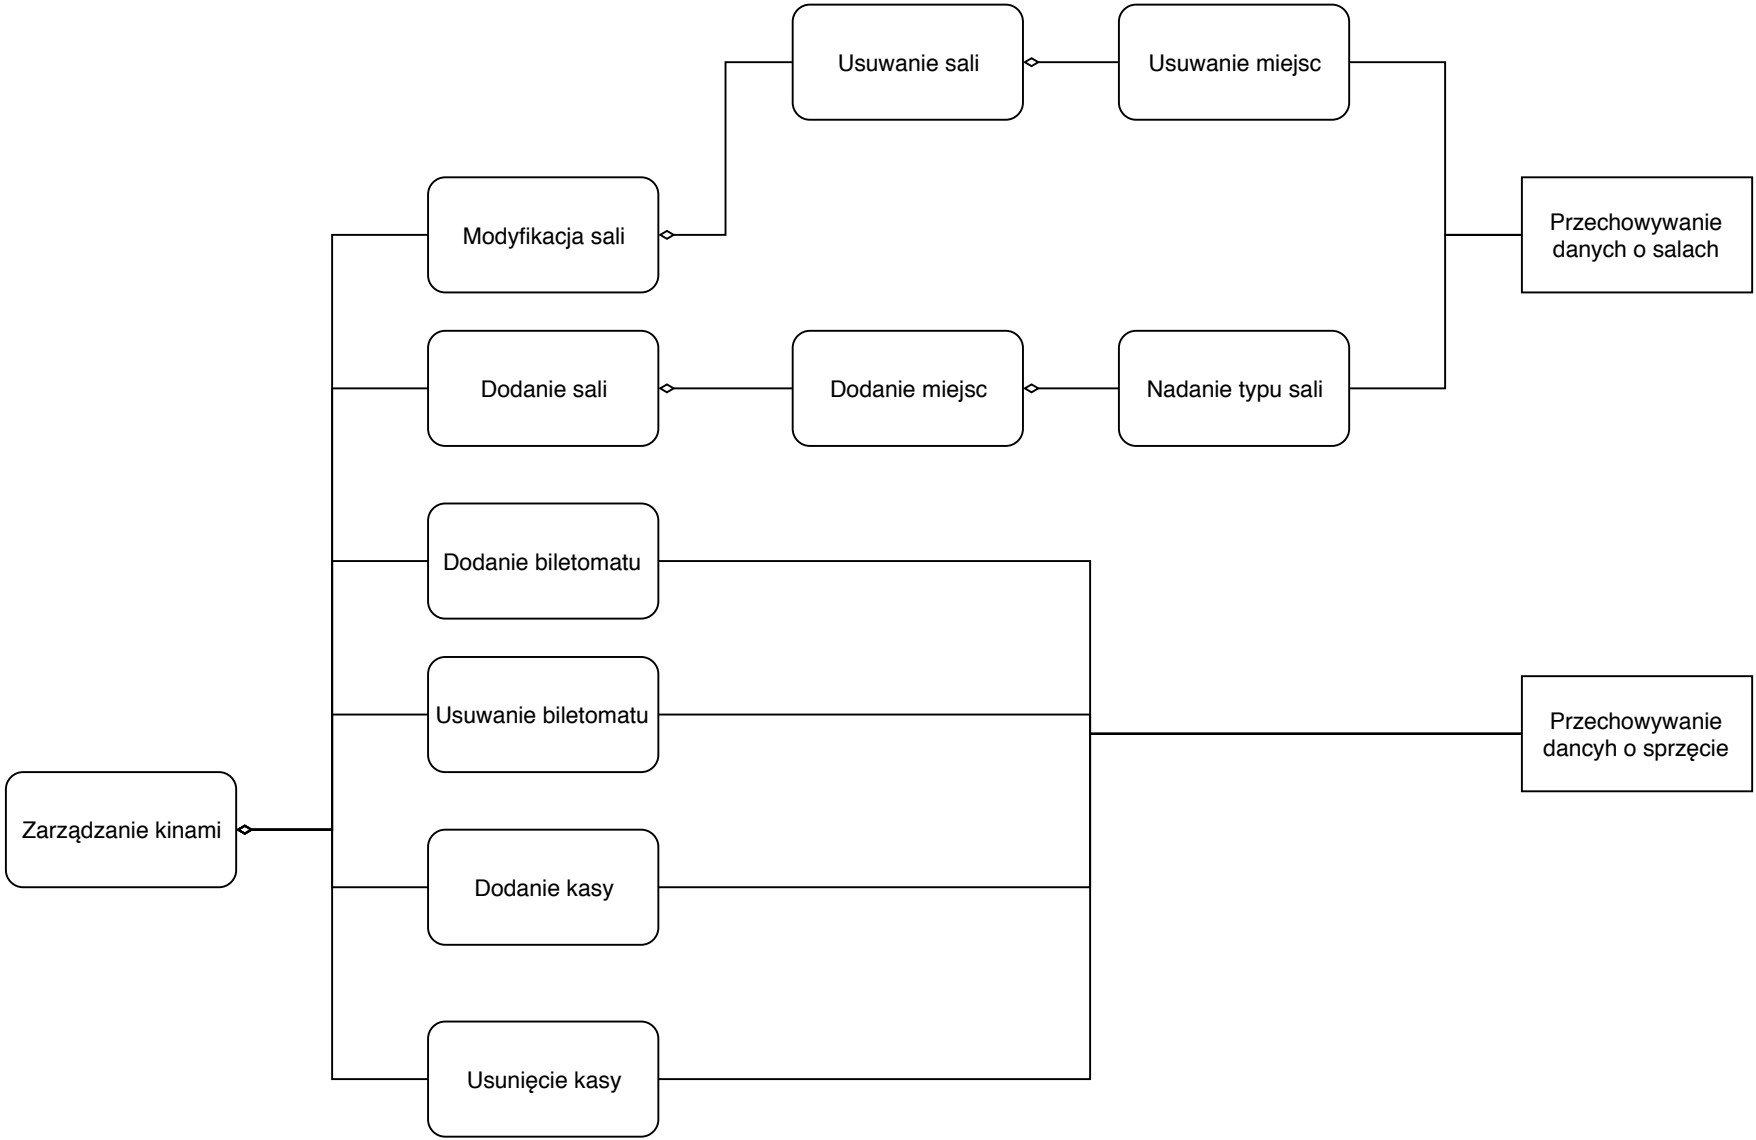 Usuwanie sali
Usuwanie miejsc
Modyfikacja sali
Przechowywanie
danych o salach
Dodanie sali
Dodanie miejsc
Nadanie typu sali
Dodanie biletomatu
Usuwanie biletomatu
Przechowywanie
dancyh o sprzęcie
Zarządzanie kinami
Dodanie kasy
Usunięcie kasy